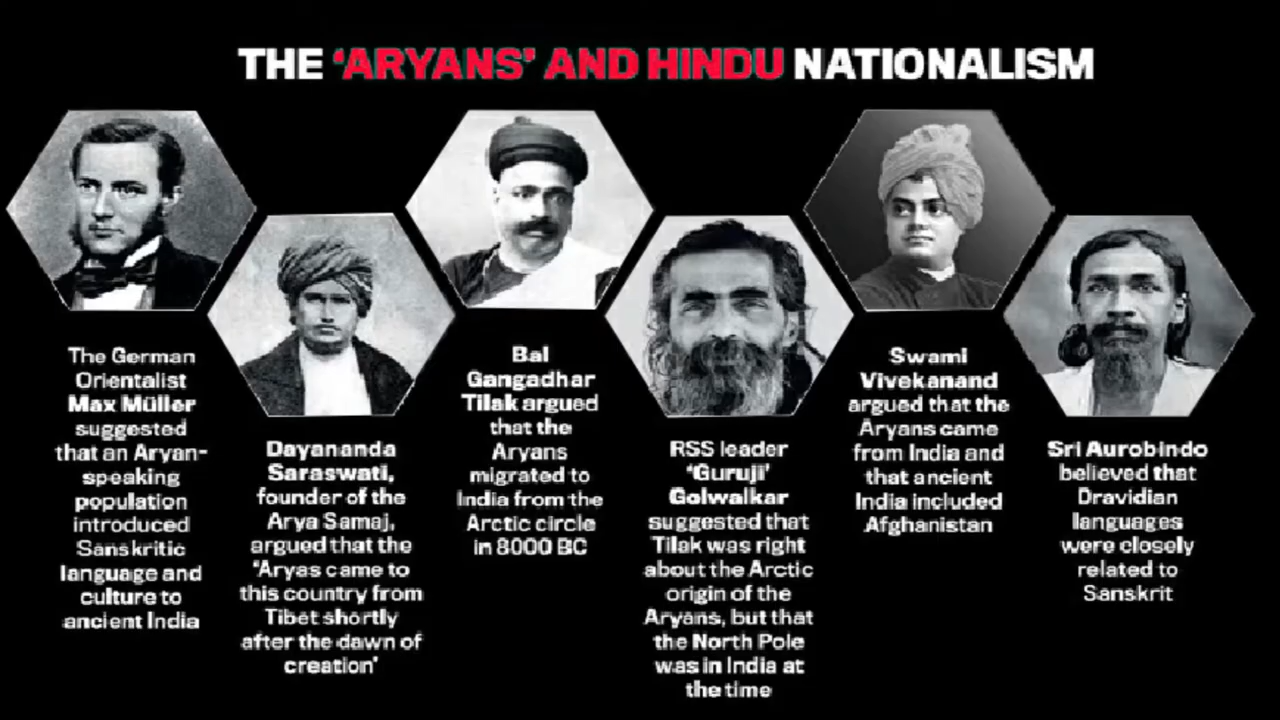 THE ‘ARYANS’ AND HINDU NATIONALISM
The German
Orientalist
Max Müller
suggested
that an Aryan-
speaking
population
introduced
Sanskritic
language and
culture to
ancient India
Dayananda
Saraswati,
founder of the
Arya Samaj,
argued that the
‘Aryas came to
this country from
Tibet shortly
after the dawn of
creation’
Bal
Gangadhar
Tilak argued
that the
Aryans
migrated to
India from the
Arctic circle
in 8000 BC
RSS leader
‘Guruji’
Golwalkar
suggested that
Tilak was right
about the Arctic
origin of the
Aryans, but that
the North Pole
was in India at
the time
Swami
Vivekanand
argued that the
Aryans came
from India and
that ancient
India included
Afghanistan
Sri Aurobindo
believed that
Dravidian
languages
were closely
related to
Sanskrit